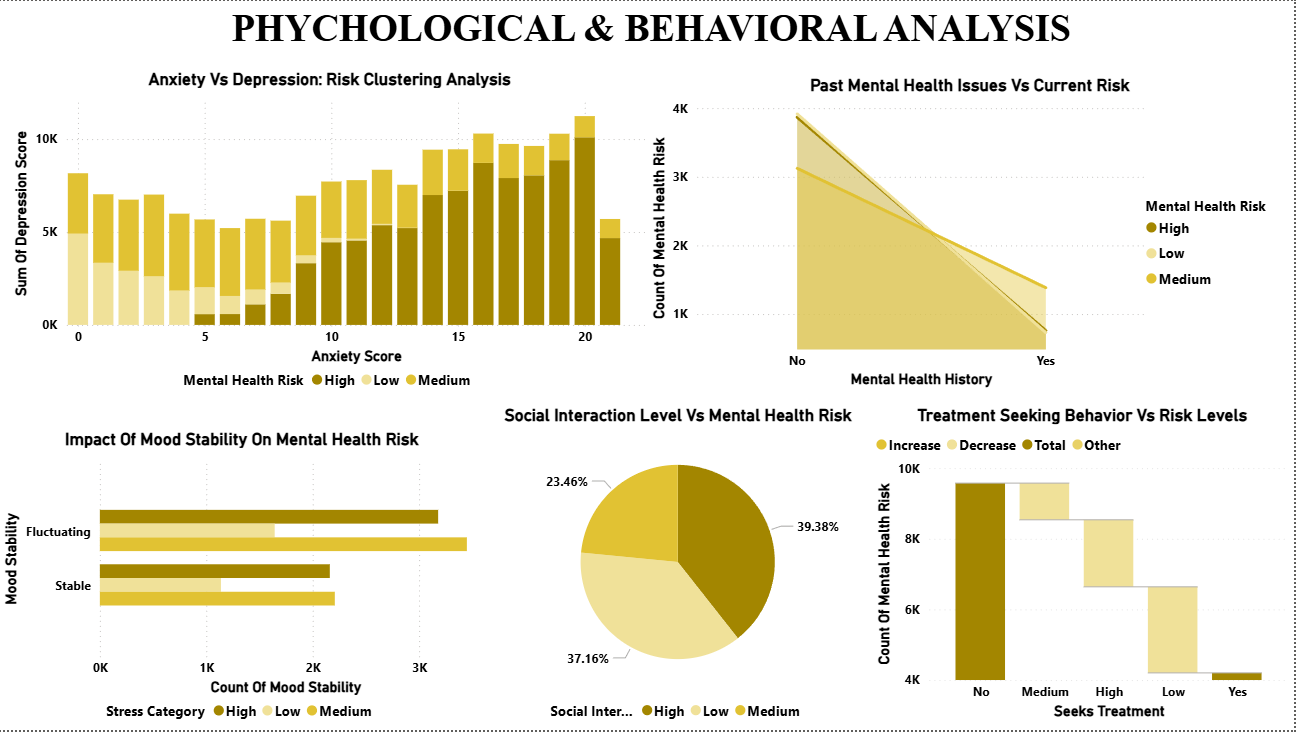 PHYCHOLOGICAL & BEHAVIORAL ANALYSIS
Anxiety Vs Depression: Risk Clustering Analysis
Sum Of Depression Score
10K
5K
0K
0
5
10
15
20
Anxiety Score
Mental Health Risk High Low Medium
Past Mental Health Issues Vs Current Risk
Count Of Mental Health Risk
4K
3K
2K
1K
No
Yes
Mental Health History
Mental Health Risk
High
Low
Medium
Impact Of Mood Stability On Mental Health Risk
Mood Stability
Fluctuating
Stable
0K
1K
2K
3K
Count Of Mood Stability
Stress Category High Low Medium
Social Interaction Level Vs Mental Health Risk
23.46%
39.38%
37.16%
Social Inter... High Low Medium
Treatment Seeking Behavior Vs Risk Levels
Increase Decrease Total Other
Count Of Mental Health Risk
10K
8K
6K
4K
No
Medium
High
Low
Yes
Seeks Treatment